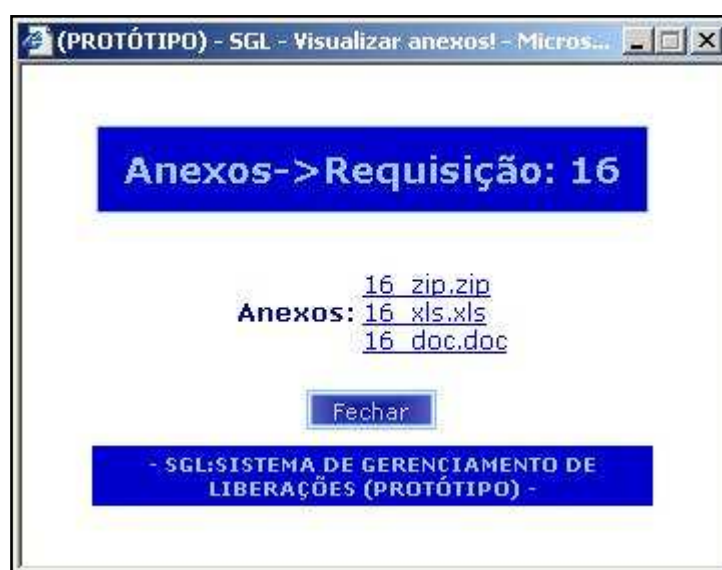 (PROTÓTIPO) - SGL - Visualizar anexos! - Micros...
Anexos->Requisição: 16
16_zip.zip
Anexos: 16_xls.xls
16_doc.doc
Fechar
- SGL:SISTEMA DE GERENCIAMENTO DE
LIBERAÇÕES (PROTÓTIPO) -